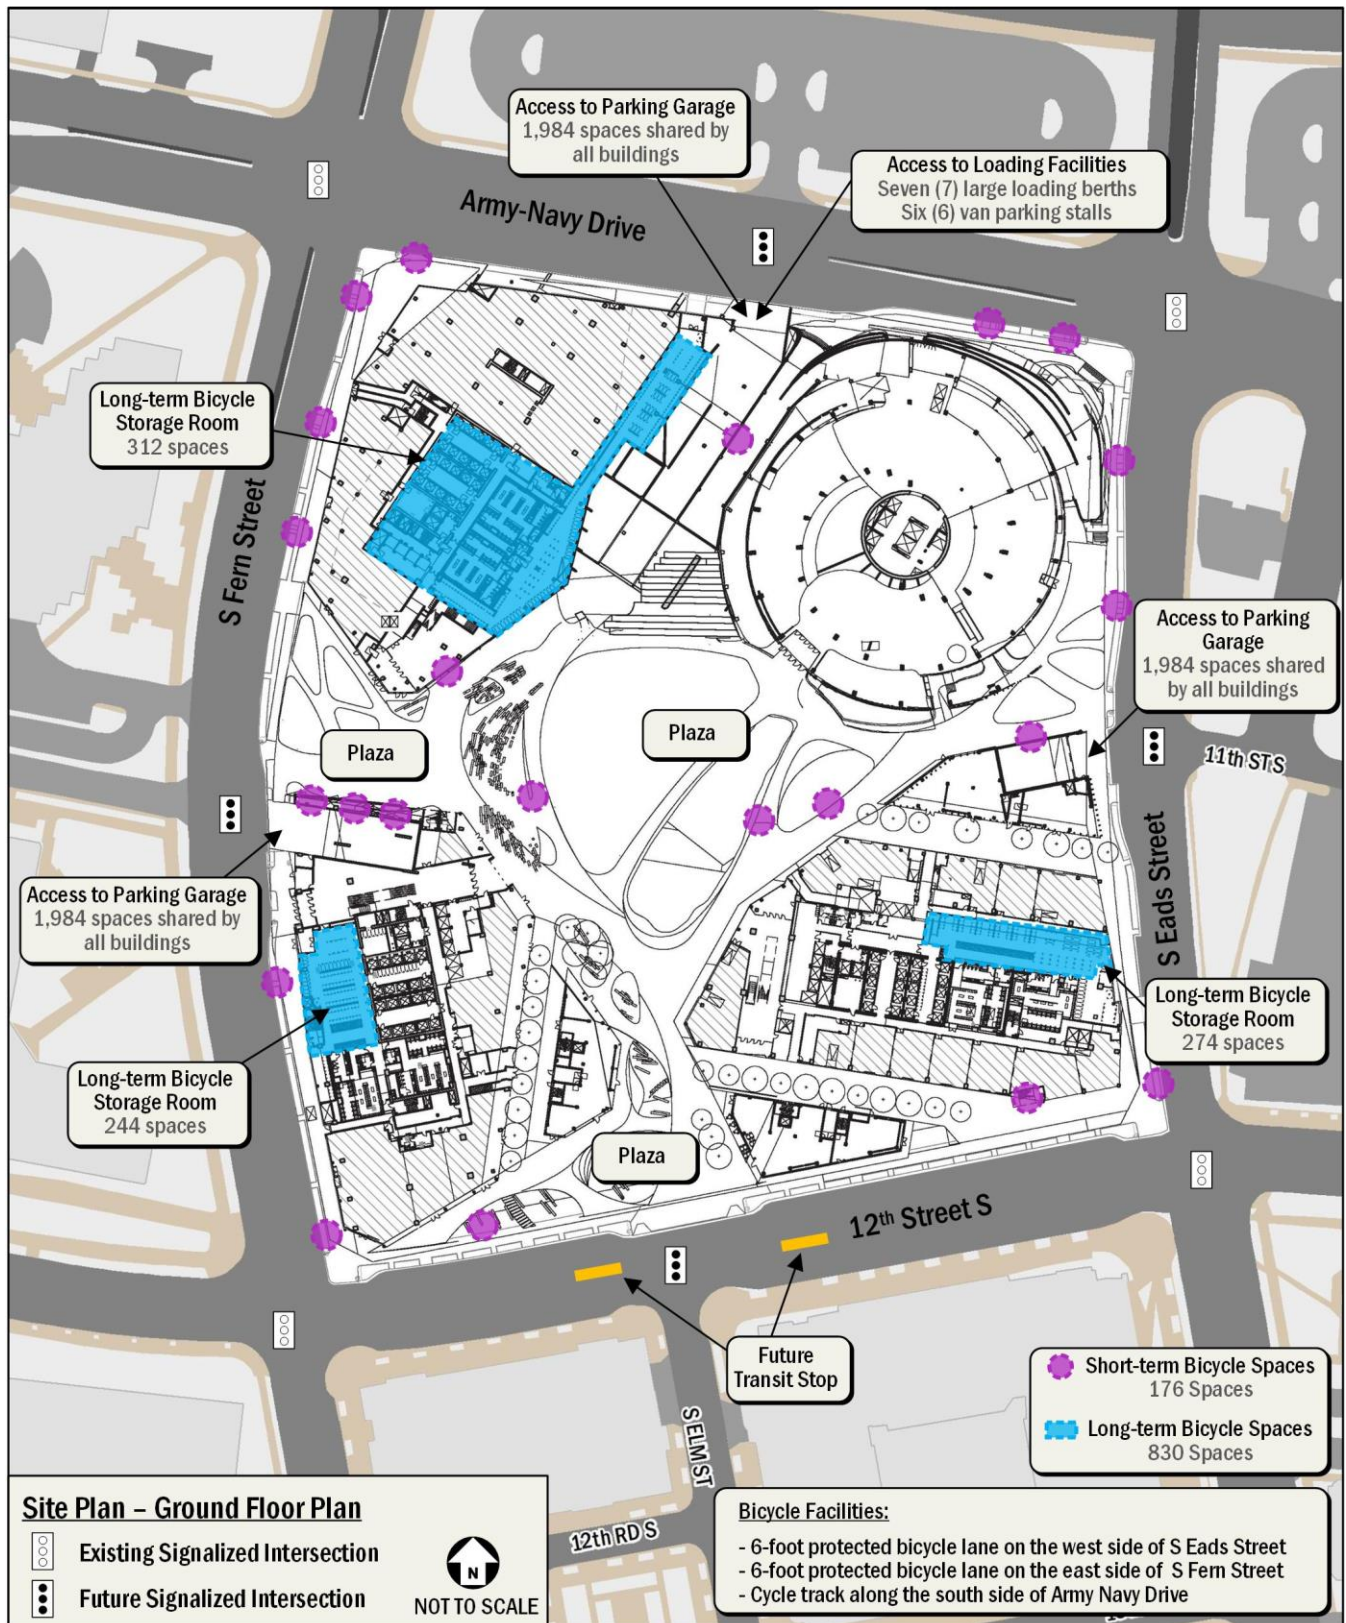 Access to Parking Garage
1,984 spaces shared by
all buildings
Access to Loading Facilities
Seven (7) large loading berths
Six (6) van parking stalls
Army-Navy Drive
Long-term Bicycle
Storage Room
312 spaces
S Fern Street
Access to Parking
Garage
1,984 spaces shared
by all buildings
Plaza
Plaza
11th ST S
Access to Parking Garage
1,984 spaces shared by
all buildings
S Eads Street
Long-term Bicycle
Storage Room
274 spaces
Long-term Bicycle
Storage Room
244 spaces
Plaza
12th Street S
Future
Transit Stop
Short-term Bicycle Spaces
176 Spaces
Long-term Bicycle Spaces
830 Spaces
S ELM ST
12th RD S
Site Plan – Ground Floor Plan
Existing Signalized Intersection
Future Signalized Intersection
N
NOT TO SCALE
Bicycle Facilities:
- 6-foot protected bicycle lane on the west side of S Eads Street
- 6-foot protected bicycle lane on the east side of S Fern Street
- Cycle track along the south side of Army Navy Drive